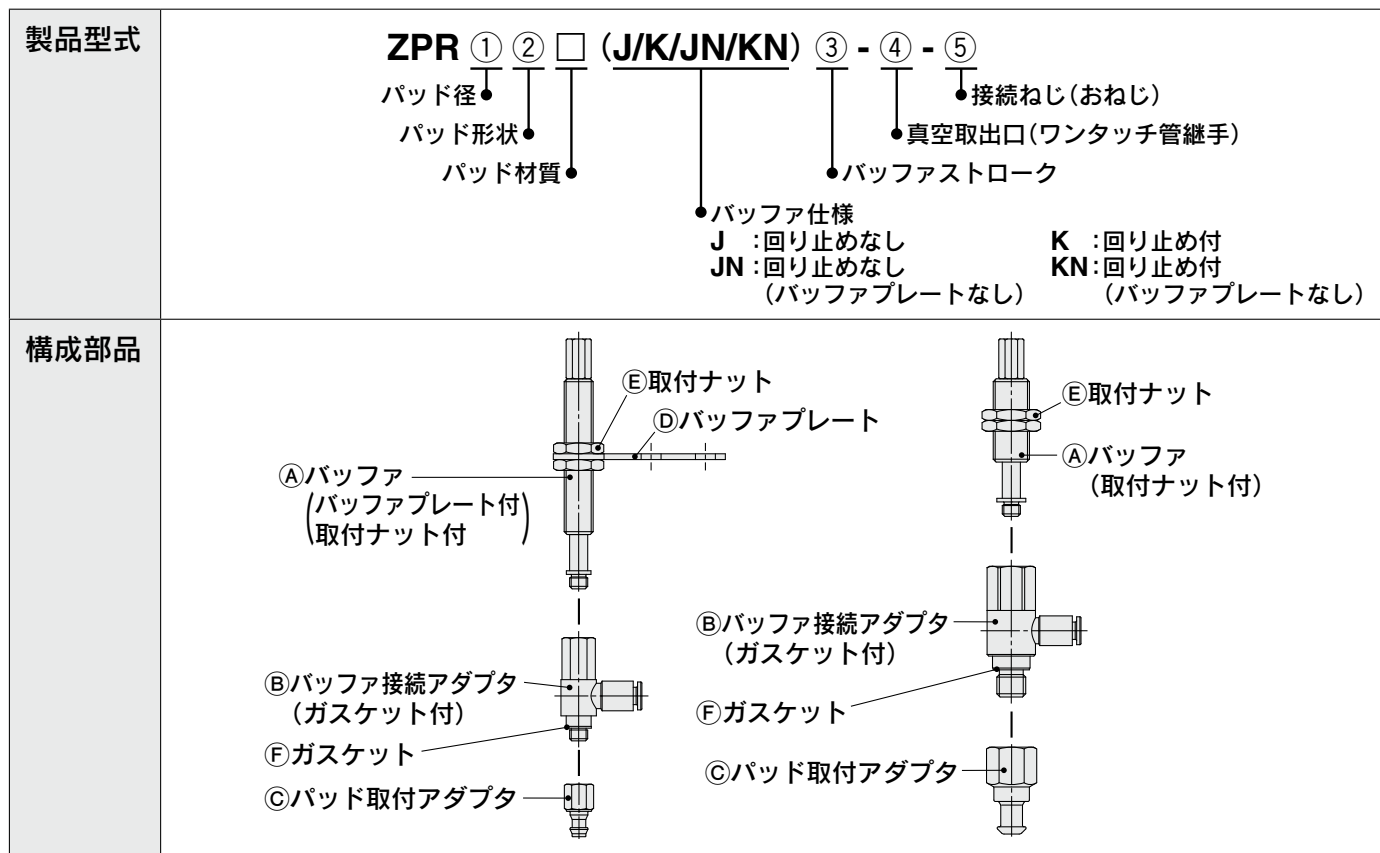 製品型式
ZPR ① ② □ (J/K/JN/KN) ③ - ④ - ⑤
パッド径
接続ねじ(おねじ)
パッド形状
真空取出口(ワンタッチ管継手)
パッド材質
バッファストローク
バッファ仕様
J :回り止めなし
K :回り止め付
JN:回り止めなし
(バッファプレートなし)
KN:回り止め付
(バッファプレートなし)
構成部品
Ⓔ取付ナット
Ⓓバッファプレート
Ⓐバッファ
(バッファプレート付
取付ナット付)
Ⓑバッファ接続アダプタ
(ガスケット付)
Ⓕガスケット
Ⓒパッド取付アダプタ
Ⓔ取付ナット
Ⓐバッファ
(取付ナット付)
Ⓑバッファ接続アダプタ
(ガスケット付)
Ⓕガスケット
Ⓒパッド取付アダプタ